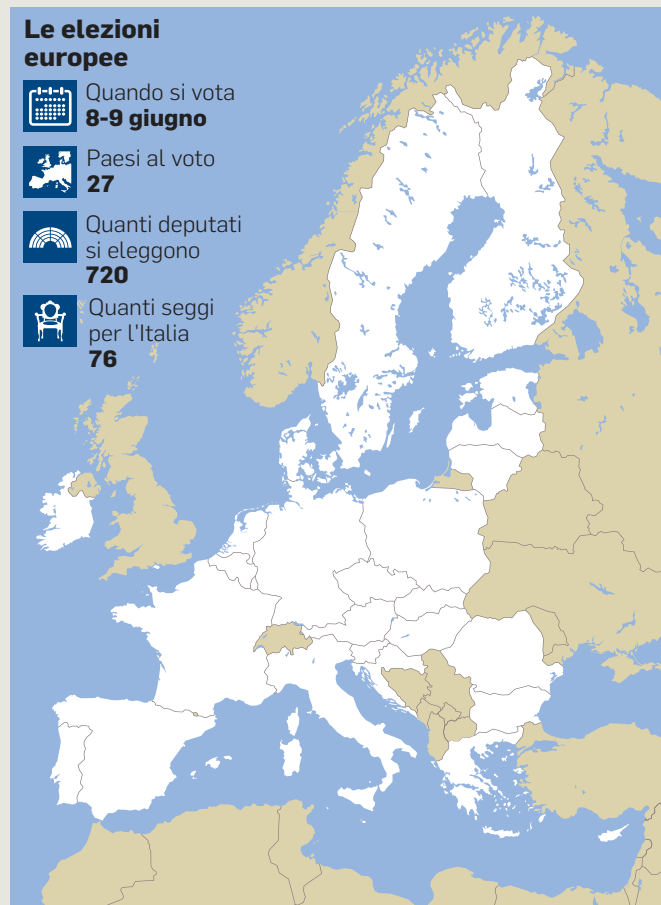 Le elezioni
europee
Quando si vota
8-9 giugno
Paesi al voto
27
Quanti deputati
si eleggono
720
Quanti seggi
per l'Italia
76